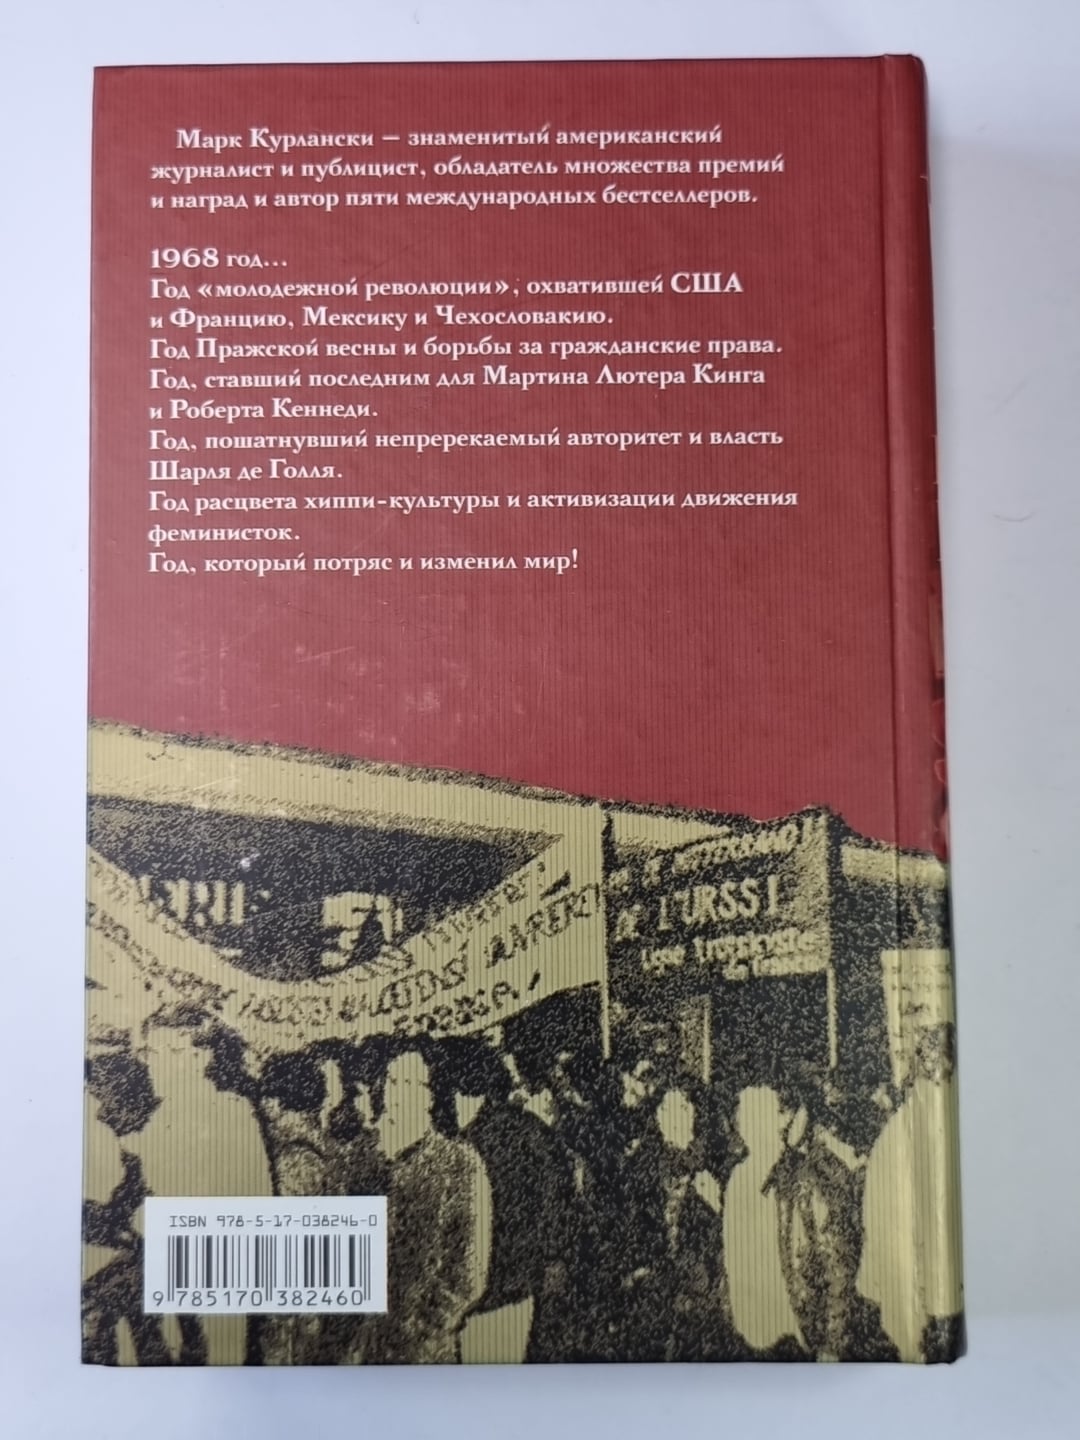 Марк Курлански — знаменитый американский
журналист и публицист, обладатель множества премий
и наград и автор пяти международных бестселлеров.
1968 год...
Год «молодежной революции», охватившей США
и Францию, Мексику и Чехословакию.
Год Пражской весны и борьбы за гражданские права.
Год, ставший последним для Мартина Лютера Кинга
и Роберта Кеннеди.
Год, пошатнувший непререкаемый авторитет и власть
Шарля де Голля.
Год расцвета хиппи-культуры и активизации движения
феминисток.
Год, который потряс и изменил мир!
DE L'URSS!
ISBN 978-5-17-038246-0
9 785170 382460